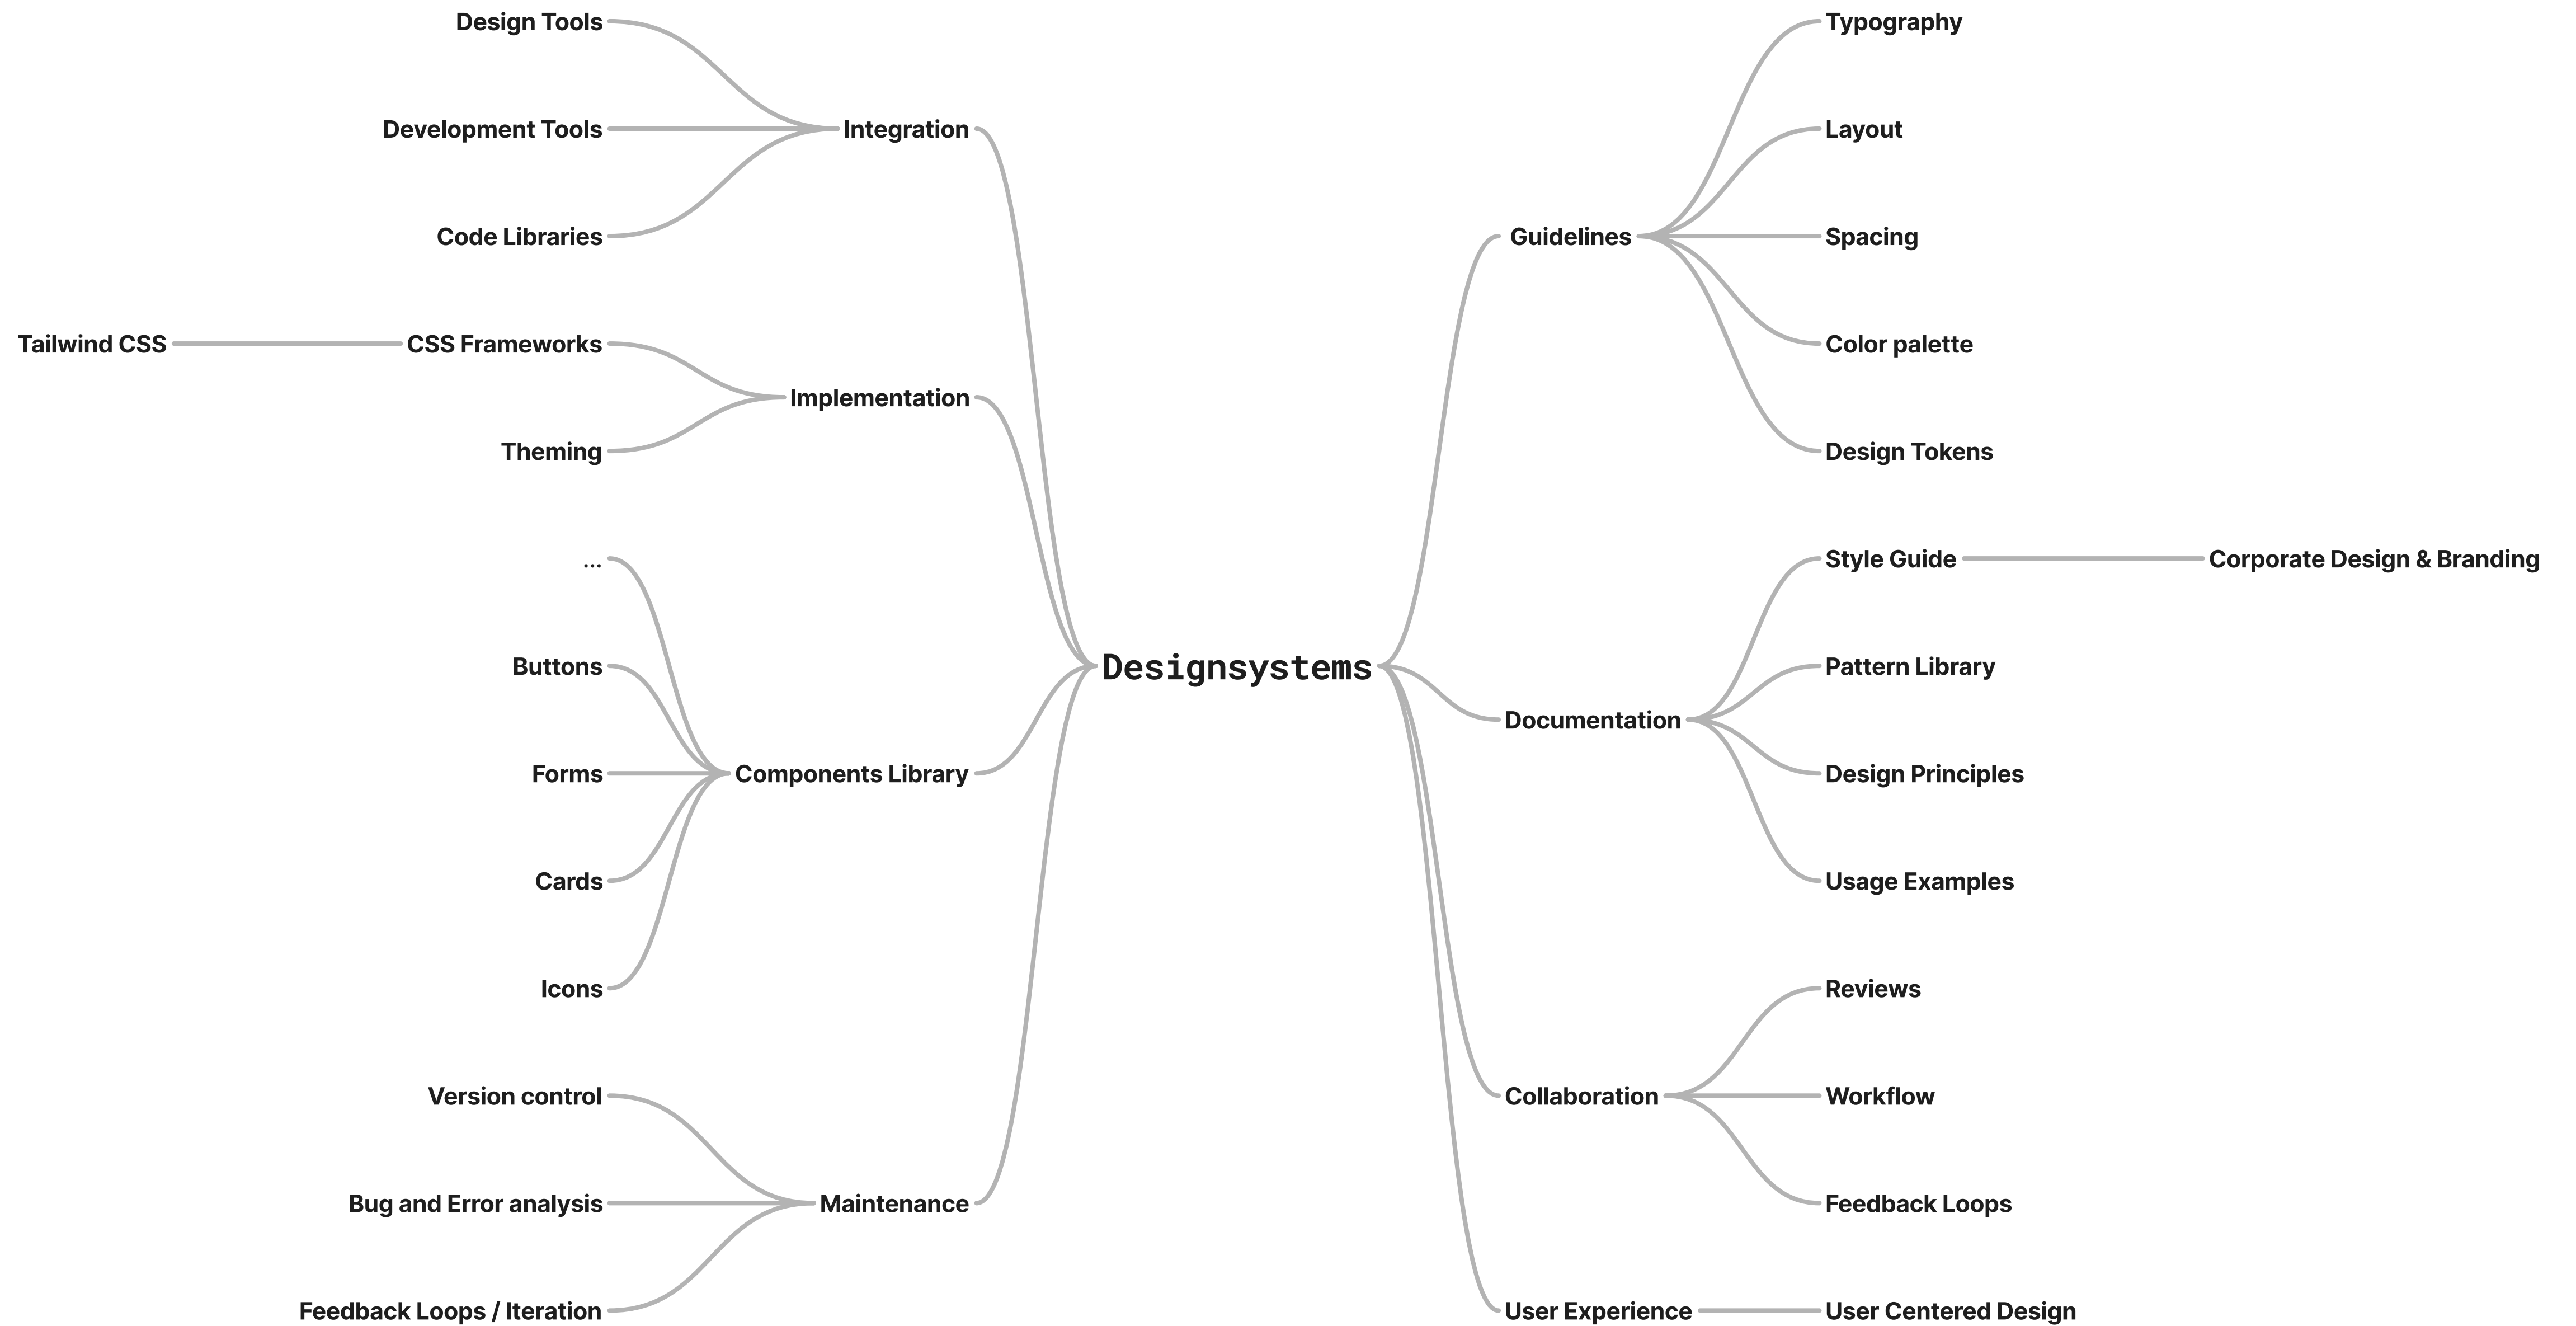 Design Tools
Development Tools
Integration
Code Libraries
Tailwind CSS
CSS Frameworks
Implementation
Theming
...
Buttons
Forms
Components Library
Cards
Icons
Version control
Bug and Error analysis
Maintenance
Feedback Loops / Iteration
Designsystems
Typography
Layout
Guidelines
Spacing
Color palette
Design Tokens
Style Guide
Corporate Design & Branding
Pattern Library
Documentation
Design Principles
Usage Examples
Reviews
Collaboration
Workflow
Feedback Loops
User Experience
User Centered Design